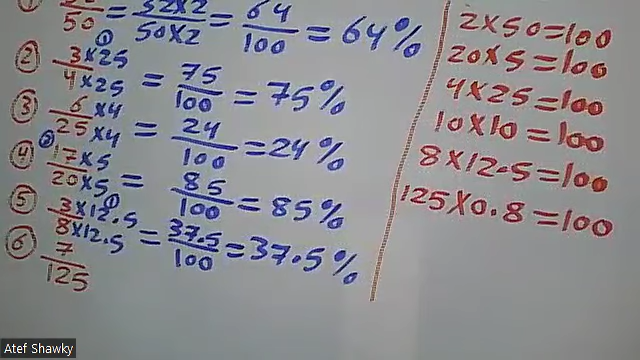 ① 32/50 = 32×2/50×2 = 64/100 = 64%
② 3×25/4×25 = 75/100 = 75%
③ 6×4/25×4 = 24/100 = 24%
④ 17×5/20×5 = 85/100 = 85%
⑤ 3×12.5/8×12.5 = 37.5/100 = 37.5%
⑥ 7/125
2×50=100
20×5=100
4×25=100
10×10=100
8×12.5=100
125×0.8=100
Atef Shawky